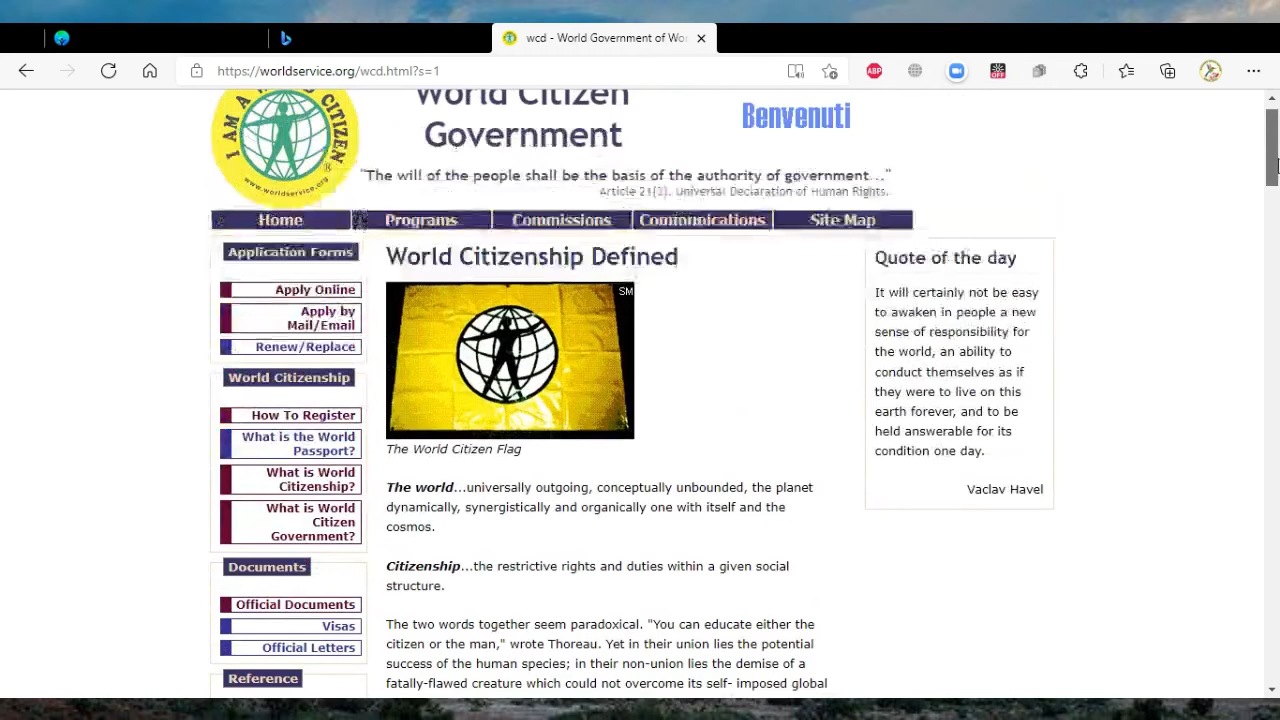 wcd - World Government of Wor
https://worldservice.org/wcd.html?s=1
ABP
OFF
I AM A WORLD CITIZEN
www.worldservice.org
World Citizen
Government
Benvenuti
"The will of the people shall be the basis of the authority of government..."
Article 21(3), Universal Declaration of Human Rights.
Home
Programs
Commissions
Communications
Site Map
Application Forms
Apply Online
Apply by
Mail/Email
Renew/Replace
World Citizenship
How To Register
What is the World
Passport?
What is World
Citizenship?
What is World
Citizen
Government?
Documents
Official Documents
Visas
Official Letters
Reference
World Citizenship Defined
SM
The World Citizen Flag
The world...universally outgoing, conceptually unbounded, the planet
dynamically, synergistically and organically one with itself and the
cosmos.
Citizenship...the restrictive rights and duties within a given social
structure.
The two words together seem paradoxical. "You can educate either the
citizen or the man," wrote Thoreau. Yet in their union lies the potential
success of the human species; in their non-union lies the demise of a
fatally-flawed creature which could not overcome its self- imposed global
Quote of the day
It will certainly not be easy
to awaken in people a new
sense of responsibility for
the world, an ability to
conduct themselves as if
they were to live on this
earth forever, and to be
held answerable for its
condition one day.
Vaclav Havel